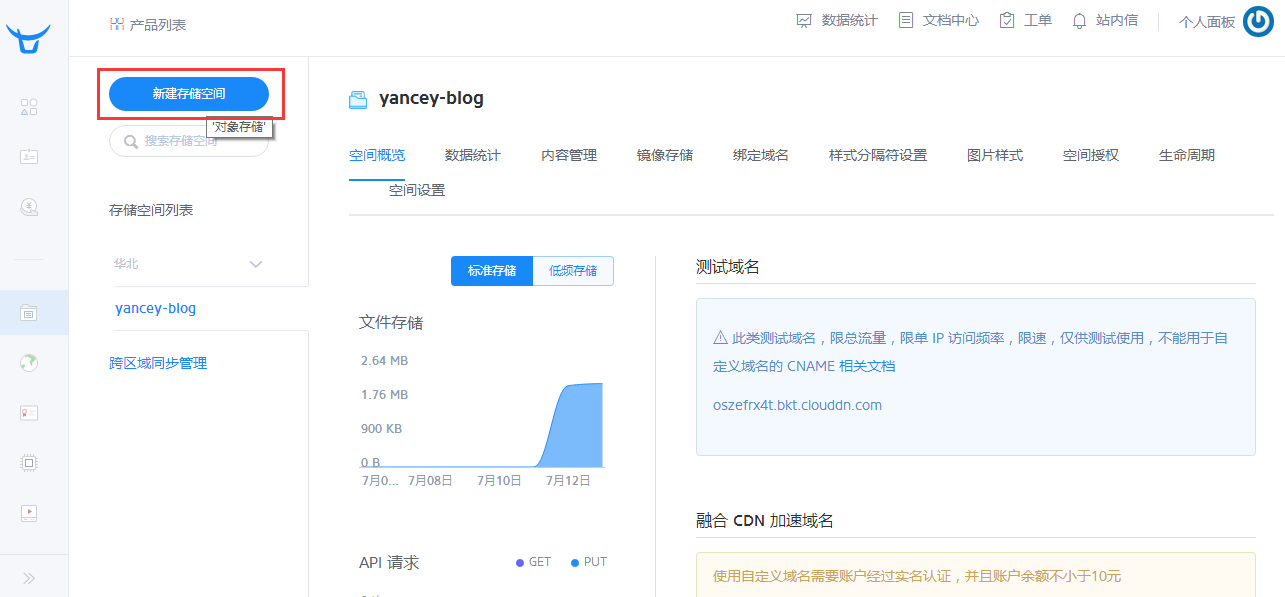 产品列表
数据统计
文档中心
工单
站内信
个人面板
新建存储空间
'对象存储'
搜索存储空间
存储空间列表
华北
yancey-blog
跨区域同步管理
yancey-blog
空间概览 数据统计 内容管理 镜像存储 绑定域名 样式分隔符设置 图片样式 空间授权 生命周期
空间设置
标准存储 低频存储
文件存储
2.64 MB
1.76 MB
900 KB
0 B
7月0... 7月08日 7月10日 7月12日
API 请求 GET PUT
测试域名
此类测试域名，限总流量，限单 IP 访问频率，限速，仅供测试使用，不能用于自
定义域名的 CNAME 相关文档
oszefrx4t.bkt.clouddn.com
融合 CDN 加速域名
使用自定义域名需要账户经过实名认证，并且账户余额不小于10元